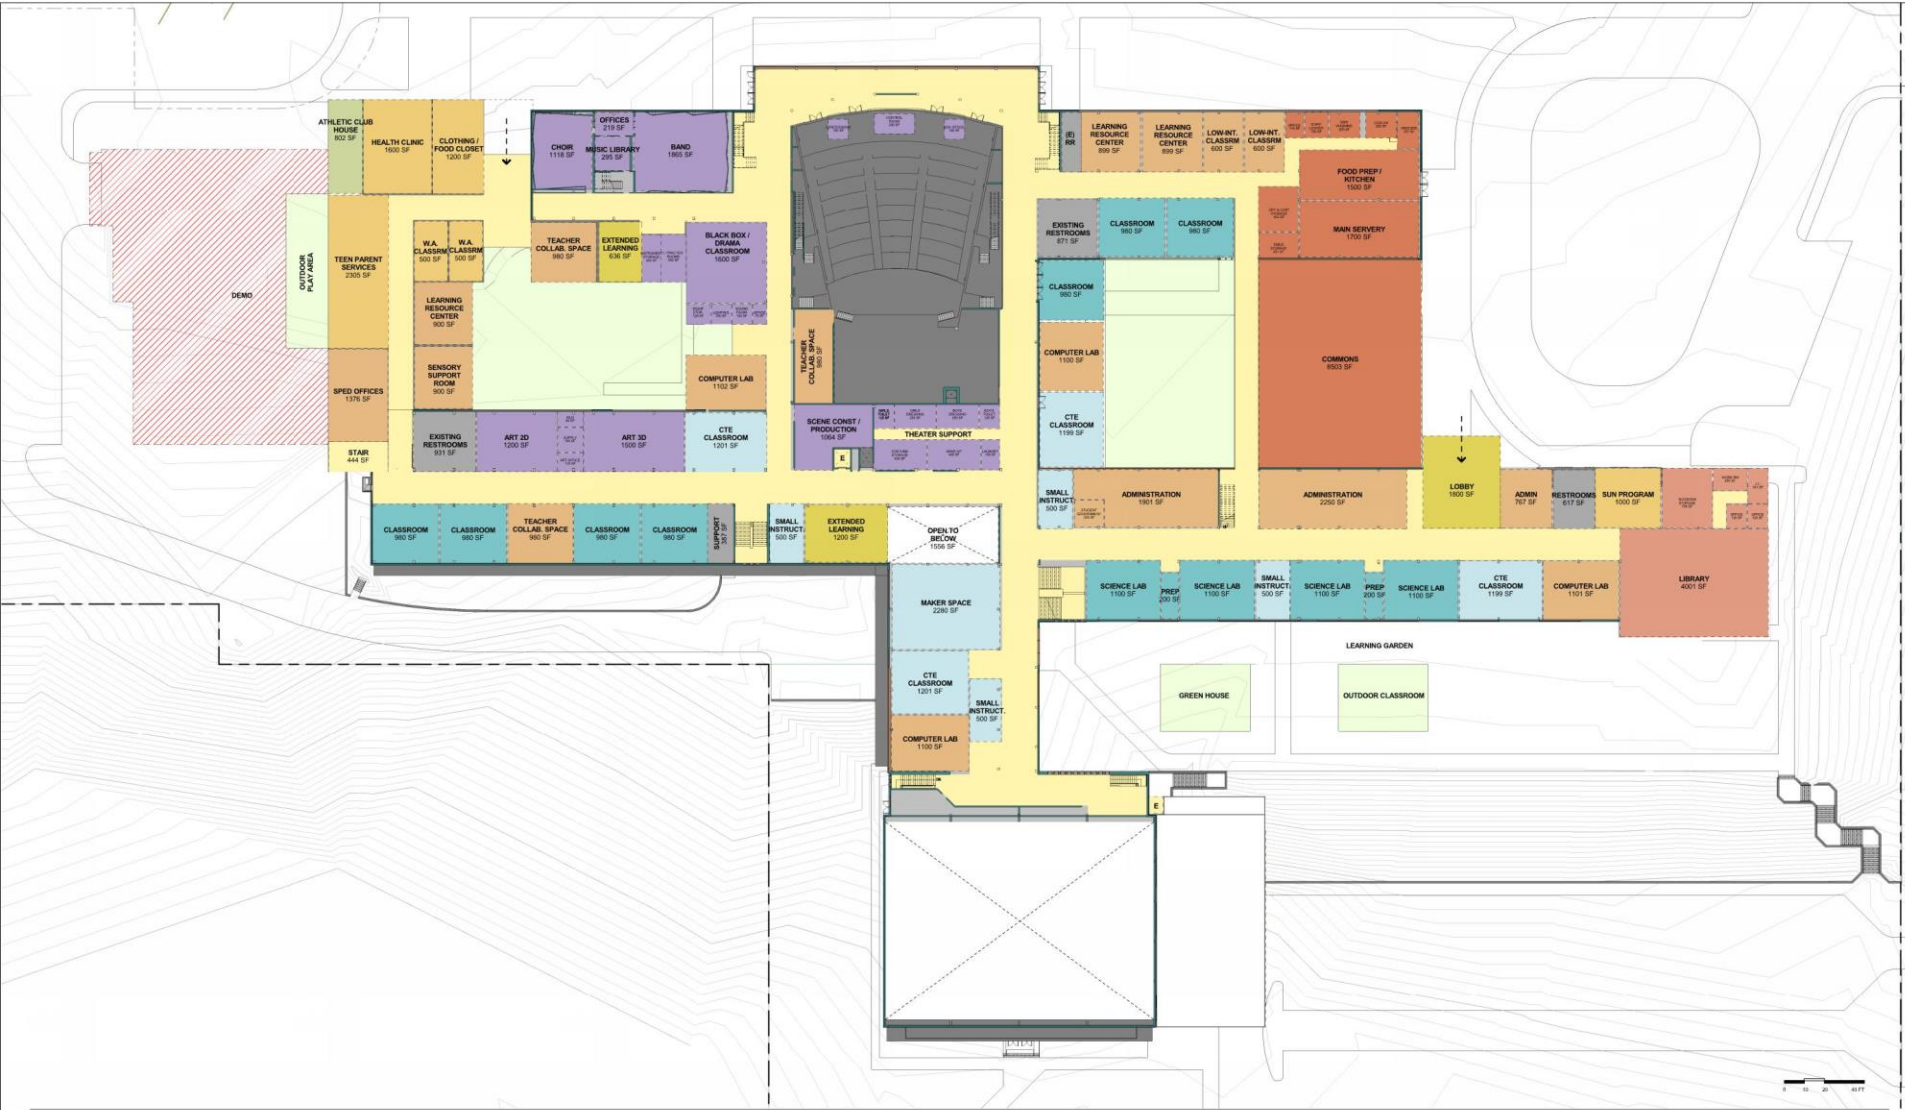 ATHLETIC CLUB
HOUSE
802 SF
HEALTH CLINIC
1600 SF
CLOTHING /
FOOD CLOSET
1200 SF
CHOIR
1118 SF
OFFICES
219 SF
MUSIC LIBRARY
295 SF
BAND
1865 SF
(E)
RR
LEARNING
RESOURCE
CENTER
899 SF
LEARNING
RESOURCE
CENTER
899 SF
LOW-INT.
CLASSRM
600 SF
LOW-INT.
CLASSRM
600 SF
FOOD PREP /
KITCHEN
1500 SF
MAIN SERVERY
1700 SF
EXISTING
RESTROOMS
871 SF
CLASSROOM
980 SF
CLASSROOM
980 SF
DEMO
OUTDOOR
PLAY AREA
TEEN PARENT
SERVICES
2305 SF
W.A.
CLASSRM
500 SF
W.A.
CLASSRM
500 SF
TEACHER
COLLAB. SPACE
980 SF
EXTENDED
LEARNING
636 SF
BLACK BOX /
DRAMA
CLASSROOM
1600 SF
LEARNING
RESOURCE
CENTER
900 SF
SENSORY
SUPPORT
ROOM
900 SF
SPED OFFICES
1376 SF
STAIR
444 SF
COMPUTER LAB
1102 SF
TEACHER
COLLAB. SPACE
980 SF
CLASSROOM
980 SF
COMPUTER LAB
1100 SF
CTE
CLASSROOM
1199 SF
COMMONS
8503 SF
EXISTING
RESTROOMS
931 SF
ART 2D
1200 SF
ART 3D
1500 SF
CTE
CLASSROOM
1201 SF
SCENE CONST /
PRODUCTION
1064 SF
THEATER SUPPORT
E
SMALL
INSTRUCT.
500 SF
ADMINISTRATION
1901 SF
ADMINISTRATION
2250 SF
LOBBY
1800 SF
ADMIN
767 SF
RESTROOMS
617 SF
SUN PROGRAM
1000 SF
CLASSROOM
980 SF
CLASSROOM
980 SF
TEACHER
COLLAB. SPACE
980 SF
CLASSROOM
980 SF
CLASSROOM
980 SF
SUPPORT
387 SF
SMALL
INSTRUCT.
500 SF
EXTENDED
LEARNING
1200 SF
OPEN TO
BELOW
1556 SF
SCIENCE LAB
1100 SF
PREP
200 SF
SCIENCE LAB
1100 SF
SMALL
INSTRUCT.
500 SF
SCIENCE LAB
1100 SF
PREP
200 SF
SCIENCE LAB
1100 SF
CTE
CLASSROOM
1199 SF
COMPUTER LAB
1101 SF
LIBRARY
4001 SF
MAKER SPACE
2280 SF
CTE
CLASSROOM
1201 SF
SMALL
INSTRUCT.
500 SF
COMPUTER LAB
1100 SF
LEARNING GARDEN
GREEN HOUSE
OUTDOOR CLASSROOM
E
0 10 20 40 FT